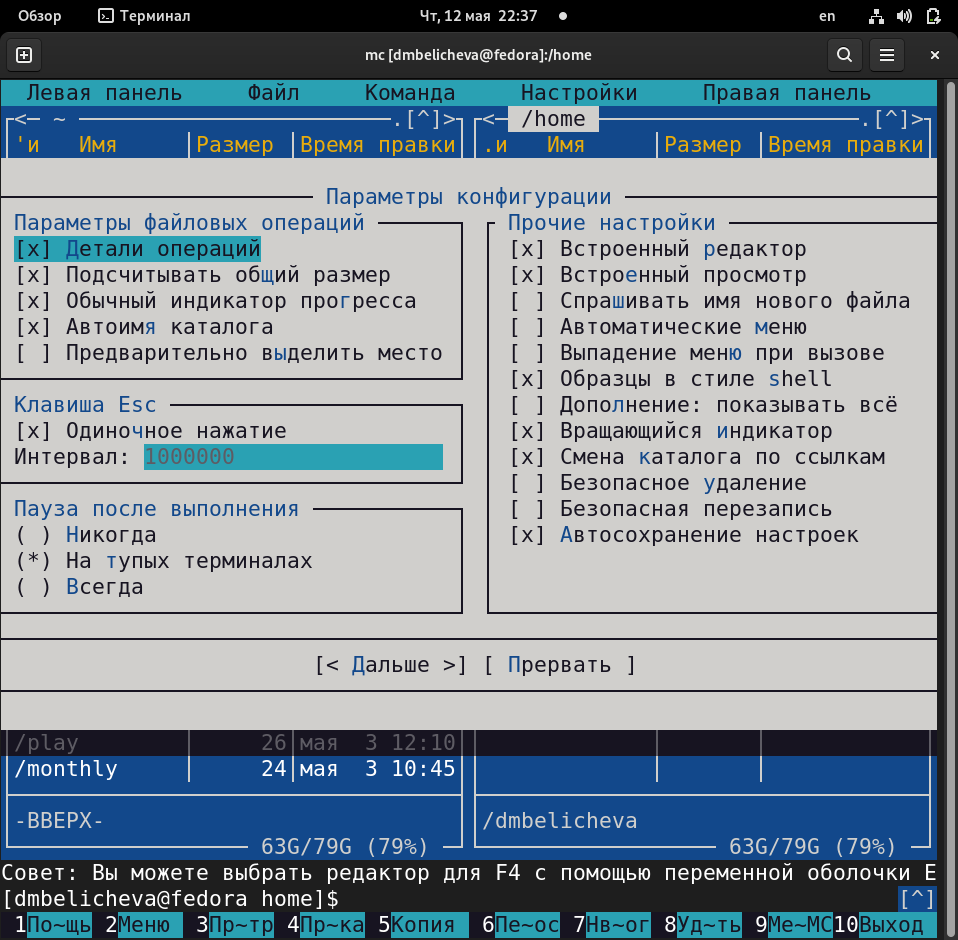 Обзор Терминал Чт, 12 мая 22:37 en
mc [dmbelicheva@fedora]:/home
Левая панель Файл Команда Настройки Правая панель
<— ~ .[^]> <— /home .[^]>
'и Имя Размер Время правки .и Имя Размер Время правки
Параметры конфигурации
Параметры файловых операций
[x] Детали операций
[x] Подсчитывать общий размер
[x] Обычный индикатор прогресса
[x] Автоимя каталога
[ ] Предварительно выделить место
Клавиша Esc
[x] Одиночное нажатие
Интервал: 1000000
Пауза после выполнения
( ) Никогда
(*) На тупых терминалах
( ) Всегда
Прочие настройки
[x] Встроенный редактор
[x] Встроенный просмотр
[ ] Спрашивать имя нового файла
[ ] Автоматические меню
[ ] Выпадение меню при вызове
[x] Образцы в стиле shell
[ ] Дополнение: показывать всё
[x] Вращающийся индикатор
[x] Смена каталога по ссылкам
[ ] Безопасное удаление
[ ] Безопасная перезапись
[x] Автосохранение настроек
[< Дальше >] [ Прервать ]
/play 26 мая 3 12:10
/monthly 24 мая 3 10:45
-ВВЕРХ- /dmbelicheva
63G/79G (79%) 63G/79G (79%)
Совет: Вы можете выбрать редактор для F4 с помощью переменной оболочки E
[dmbelicheva@fedora home]$ [^]
1По~щь 2Меню 3Пр~тр 4Пр~ка 5Копия 6Пе~ос 7Нв~ог 8Уд~ть 9Ме~MC 10Выход